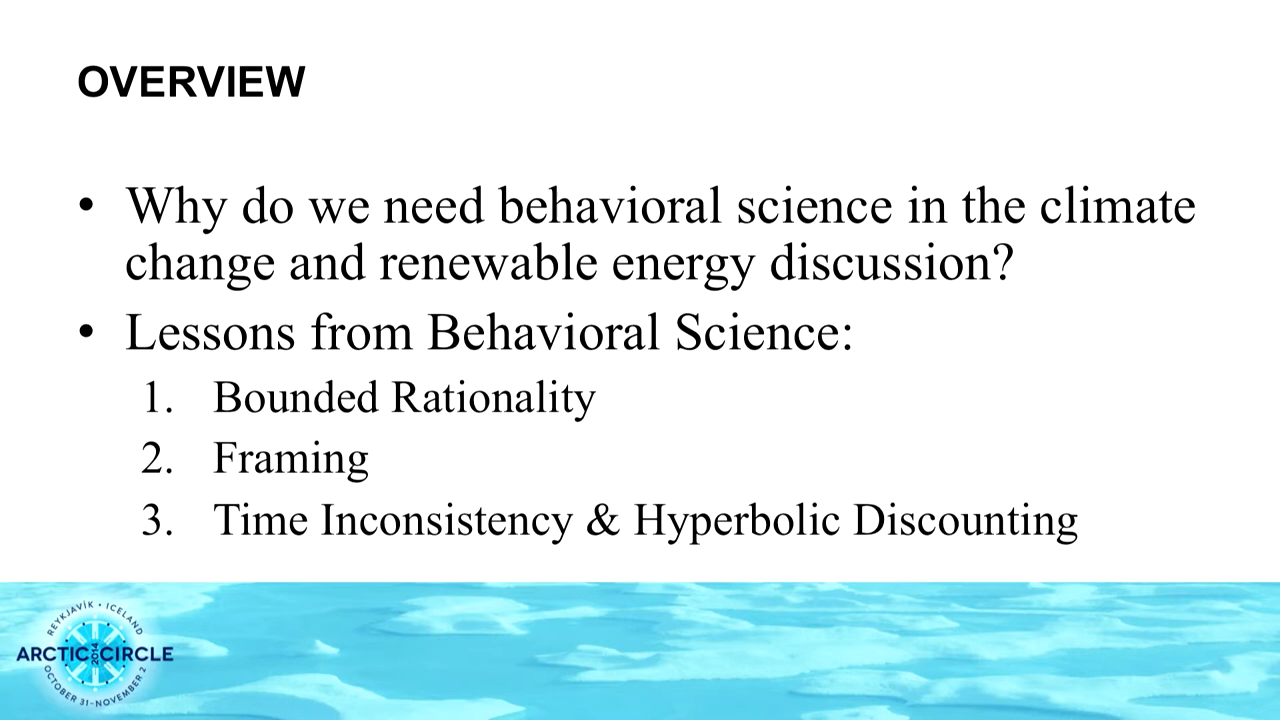 OVERVIEW
• Why do we need behavioral science in the climate
change and renewable energy discussion?
• Lessons from Behavioral Science:
1. Bounded Rationality
2. Framing
3. Time Inconsistency & Hyperbolic Discounting
REYKJAVÍK • ICELAND
ARCTIC 2014 CIRCLE
OCTOBER 31–NOVEMBER 2